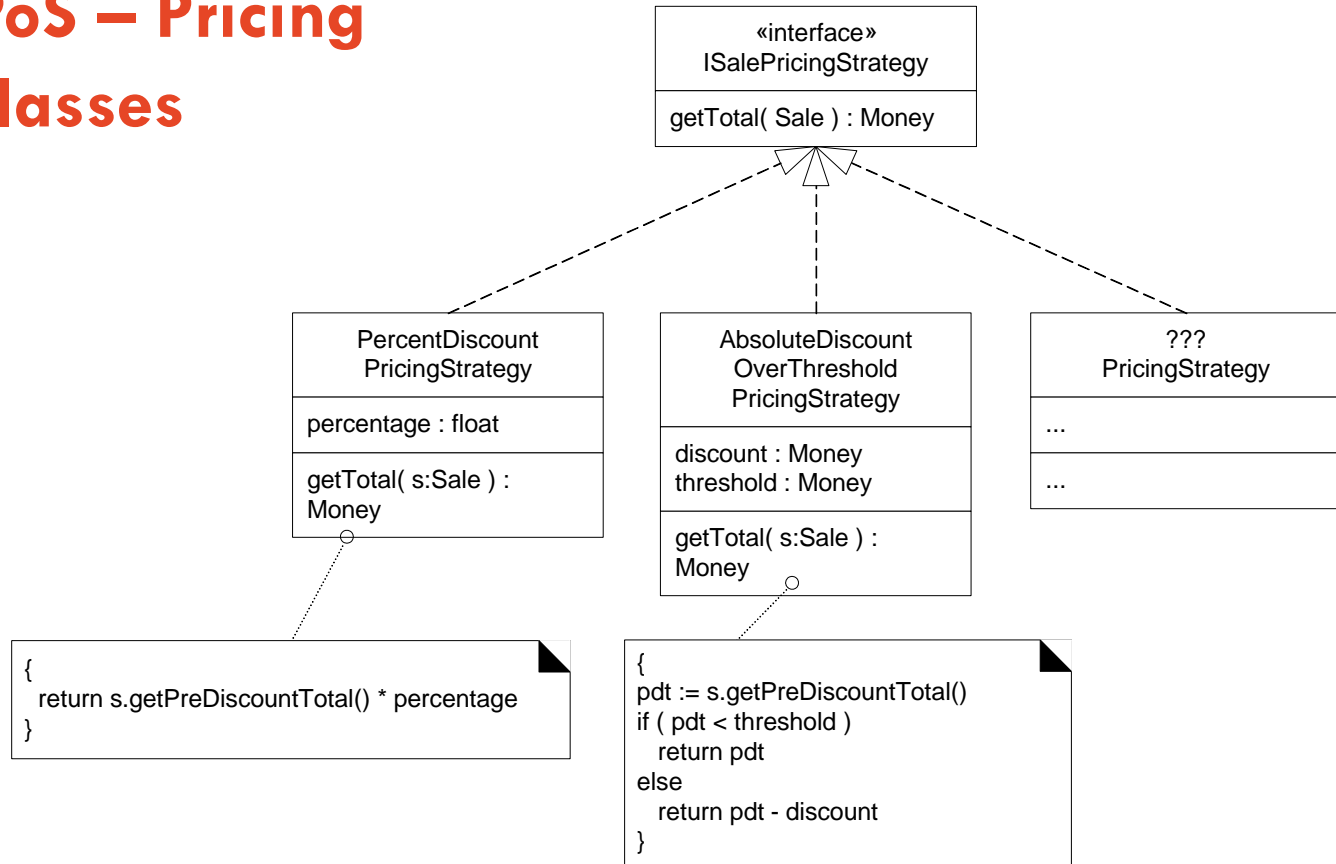 oS – Pricing
lasses
«interface»
ISalePricingStrategy
getTotal( Sale ) : Money
PercentDiscount
PricingStrategy
percentage : float
getTotal( s:Sale ) :
Money
AbsoluteDiscount
OverThreshold
PricingStrategy
discount : Money
threshold : Money
getTotal( s:Sale ) :
Money
???
PricingStrategy
...
...
{
return s.getPreDiscountTotal() * percentage
}
{
pdt := s.getPreDiscountTotal()
if ( pdt < threshold )
return pdt
else
return pdt - discount
}